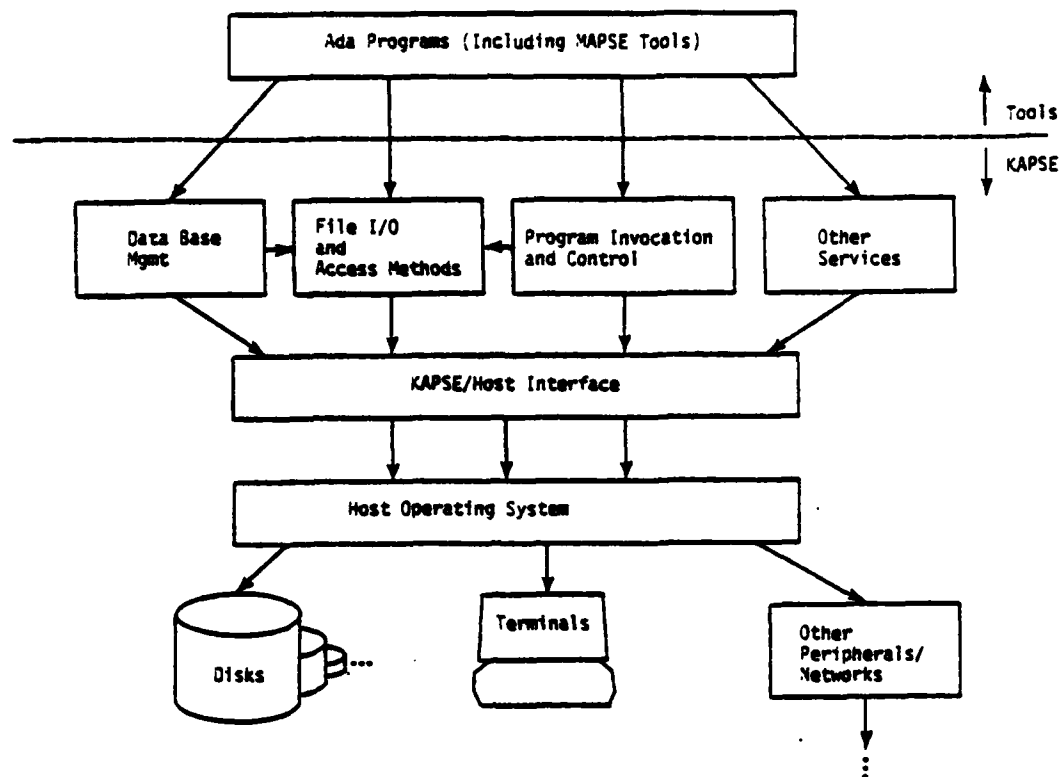 Ada Programs (Including MAPSE Tools)
Tools
KAPSE
Data Base
Mgmt
File I/O
and
Access Methods
Program Invocation
and Control
Other
Services
KAPSE/Host Interface
Host Operating System
Disks
...
Terminals
Other
Peripherals/
Networks